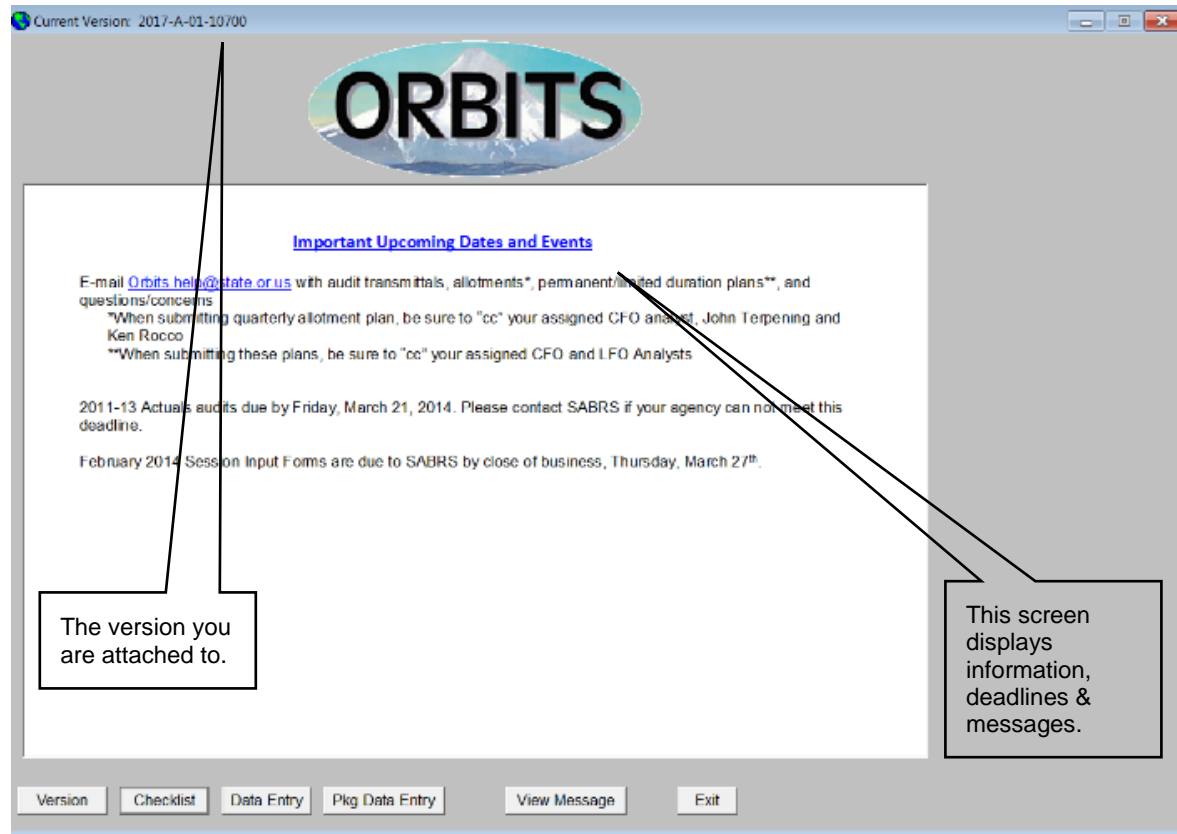 Current Version: 2017-A-01-10700
ORBITS
Important Upcoming Dates and Events
E-mail Orbits.help@state.or.us with audit transmittals, allotments*, permanent/limited duration plans**, and
questions/concerns
*When submitting quarterly allotment plan, be sure to "cc" your assigned CFO analyst, John Terpening and
Ken Rocco
**When submitting these plans, be sure to "cc" your assigned CFO and LFO Analysts
2011-13 Actuals audits due by Friday, March 21, 2014. Please contact SABRS if your agency can not meet this
deadline.
February 2014 Session Input Forms are due to SABRS by close of business, Thursday, March 27th.
The version you
are attached to.
This screen
displays
information,
deadlines &
messages.
Version Checklist Data Entry Pkg Data Entry View Message Exit